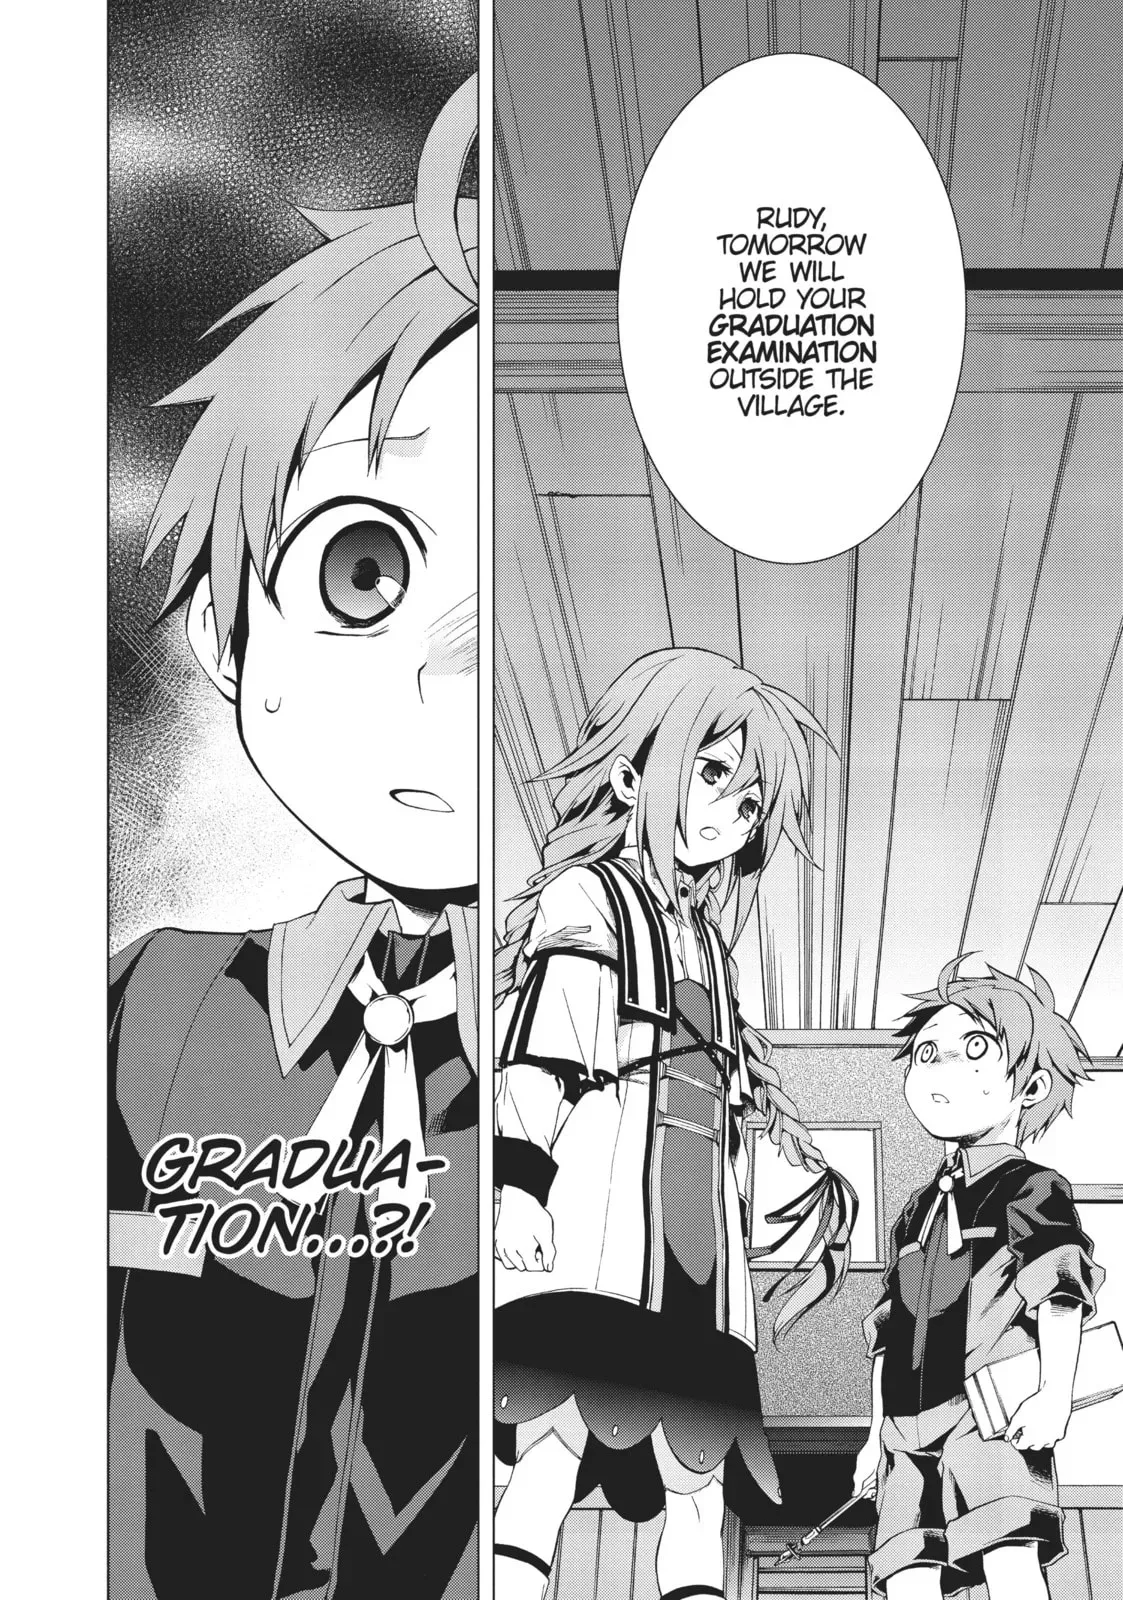 RUDY,
TOMORROW
WE WILL
HOLD YOUR
GRADUATION
EXAMINATION
OUTSIDE THE
VILLAGE.
GRADUA-
TION...?!